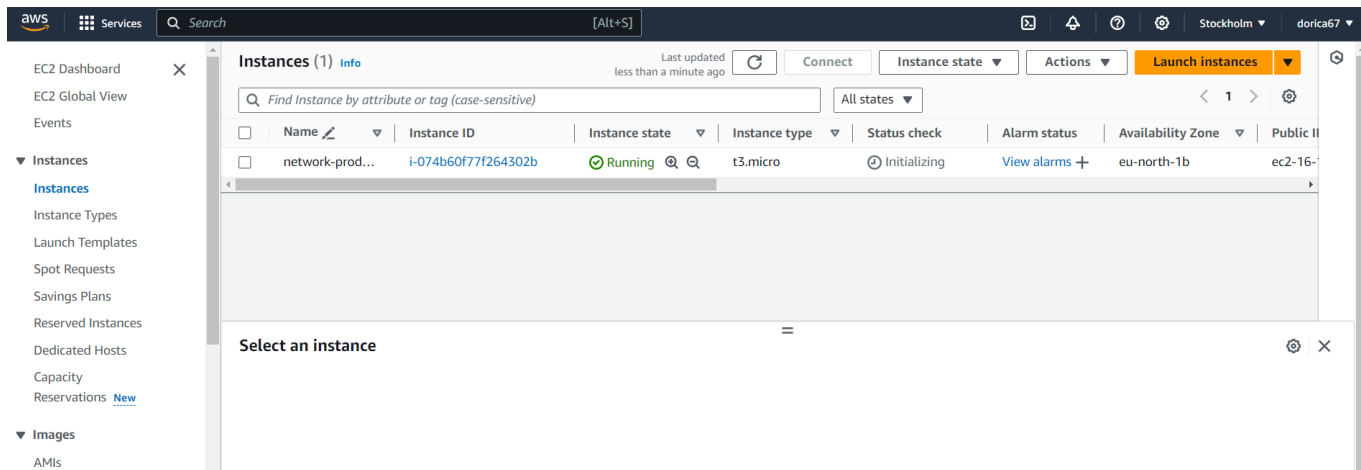 aws Services Search [Alt+S] Stockholm ▼ dorica67 ▼
EC2 Dashboard
EC2 Global View
Events
▼ Instances
Instances
Instance Types
Launch Templates
Spot Requests
Savings Plans
Reserved Instances
Dedicated Hosts
Capacity
Reservations New
▼ Images
AMIs
Instances (1) Info
Last updated
less than a minute ago
Connect Instance state ▼ Actions ▼ Launch instances ▼
Find Instance by attribute or tag (case-sensitive) All states ▼ < 1 >
Name Instance ID Instance state Instance type Status check Alarm status Availability Zone Public
network-prod... i-074b60f77f264302b Running t3.micro Initializing View alarms + eu-north-1b ec2-16-
Select an instance